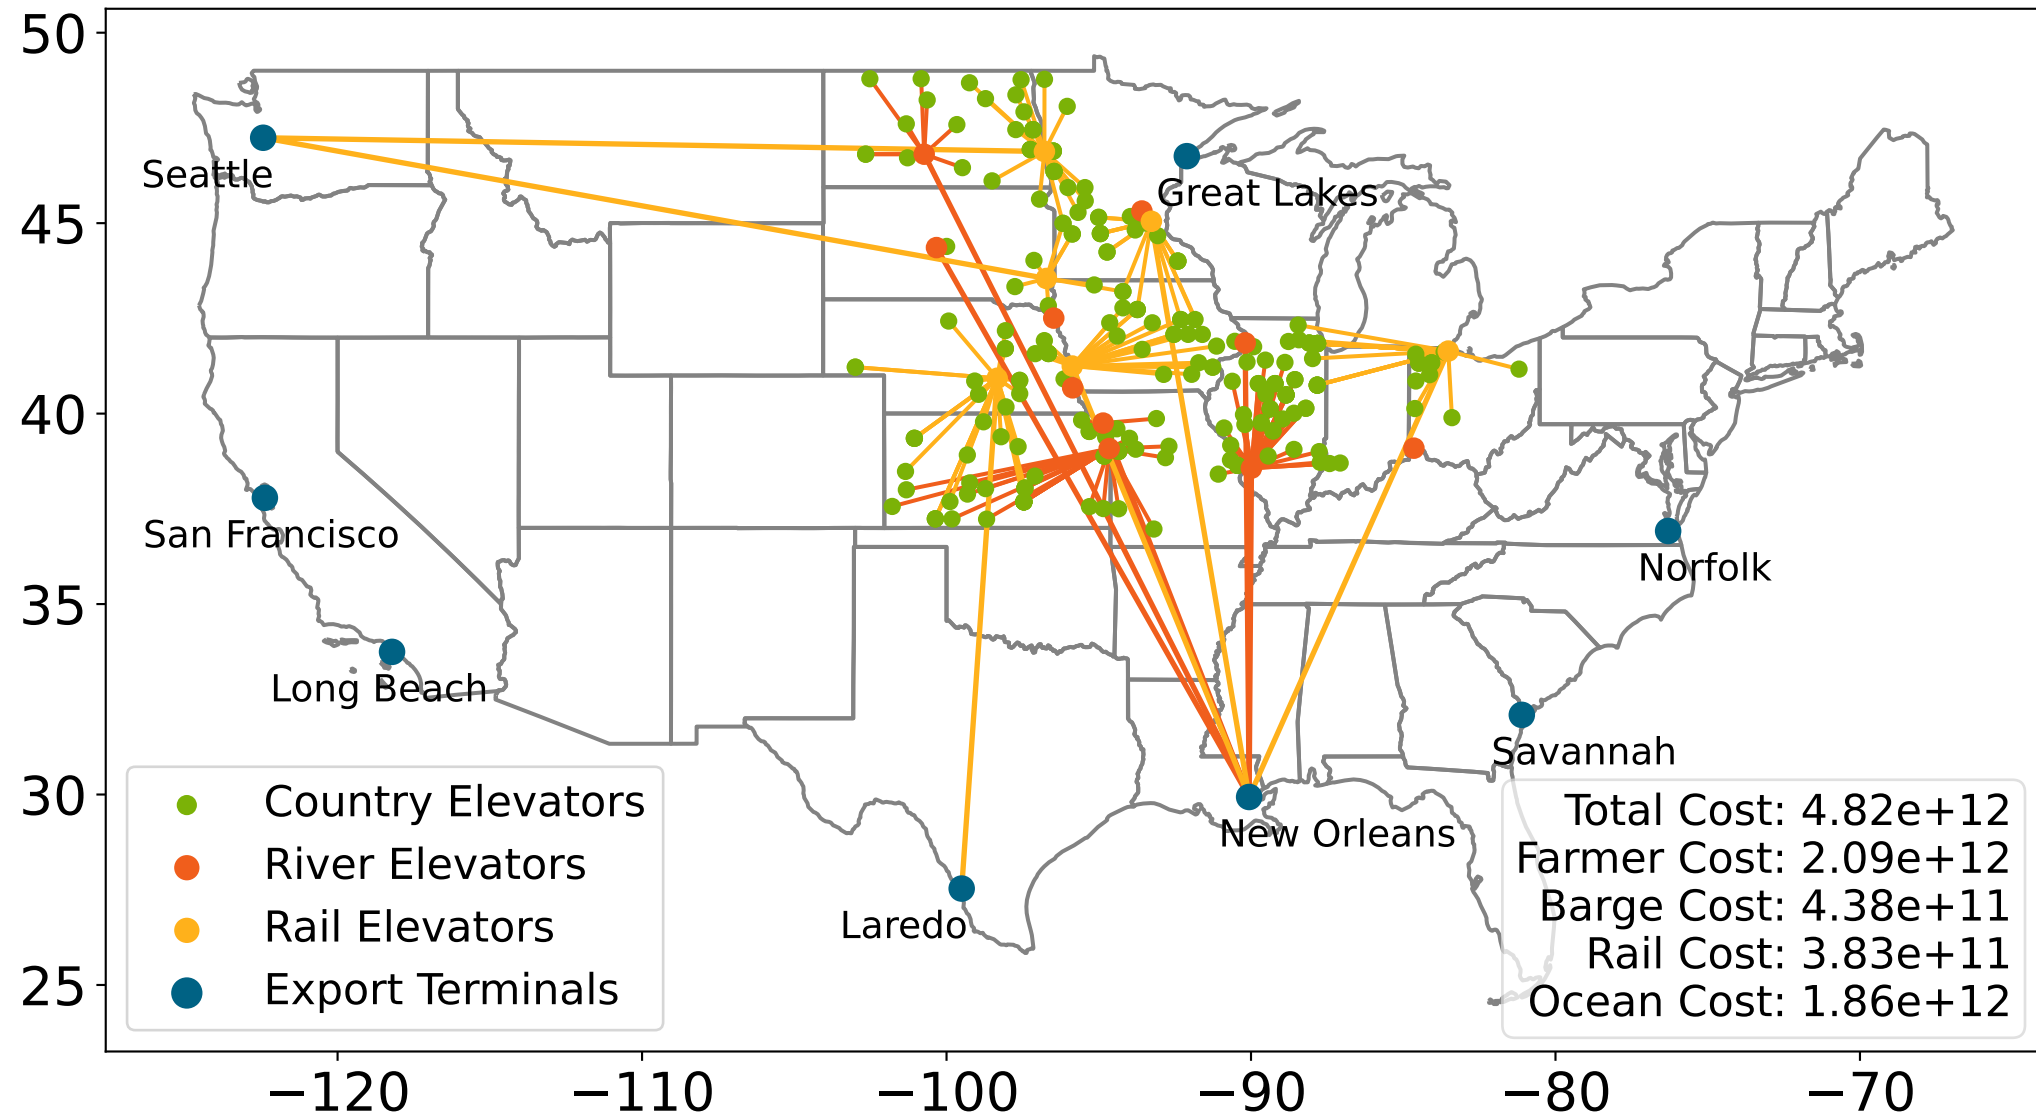 50
45
40
35
30
25
−120
−110
−100
−90
−80
−70
Seattle
Great Lakes
San Francisco
Norfolk
Long Beach
Savannah
New Orleans
Laredo
Country Elevators
River Elevators
Rail Elevators
Export Terminals
Total Cost: 4.82e+12
Farmer Cost: 2.09e+12
Barge Cost: 4.38e+11
Rail Cost: 3.83e+11
Ocean Cost: 1.86e+12